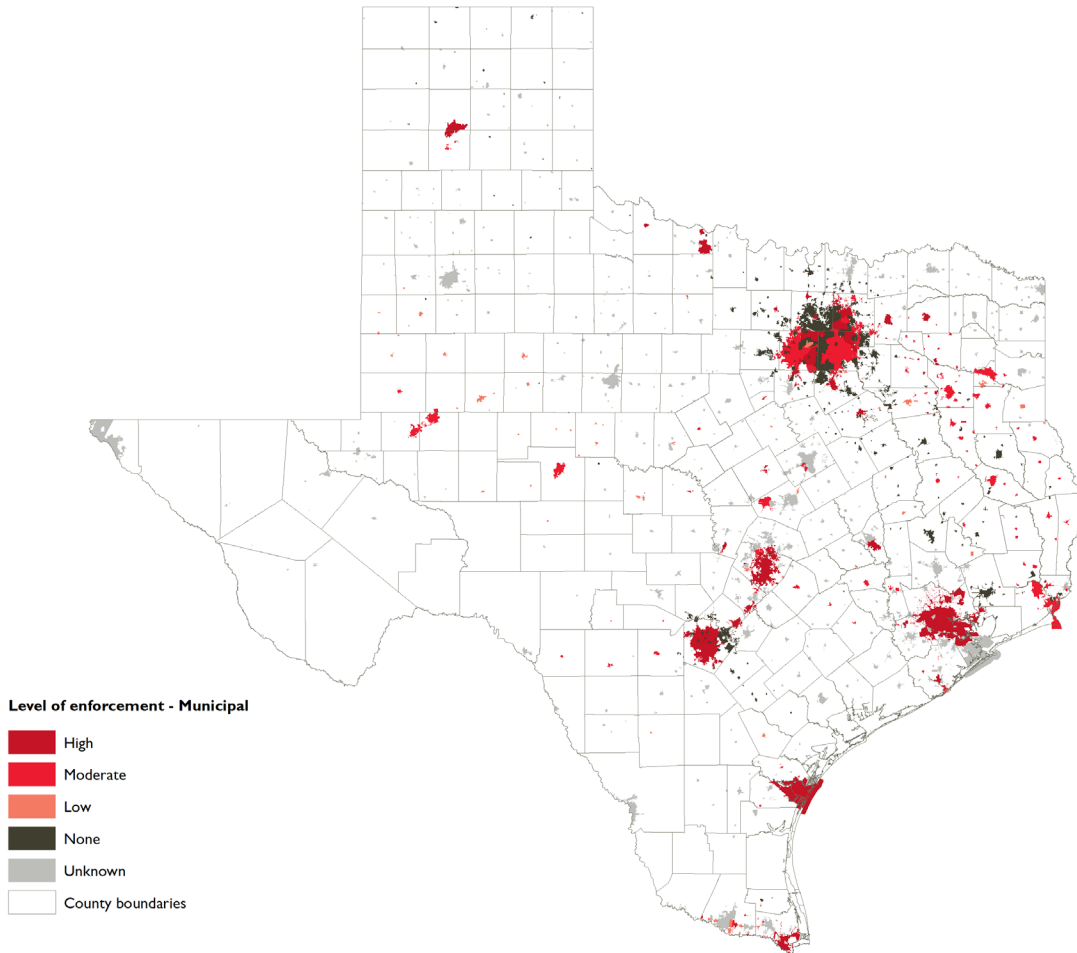 Level of enforcement - Municipal
High
Moderate
Low
None
Unknown
County boundaries